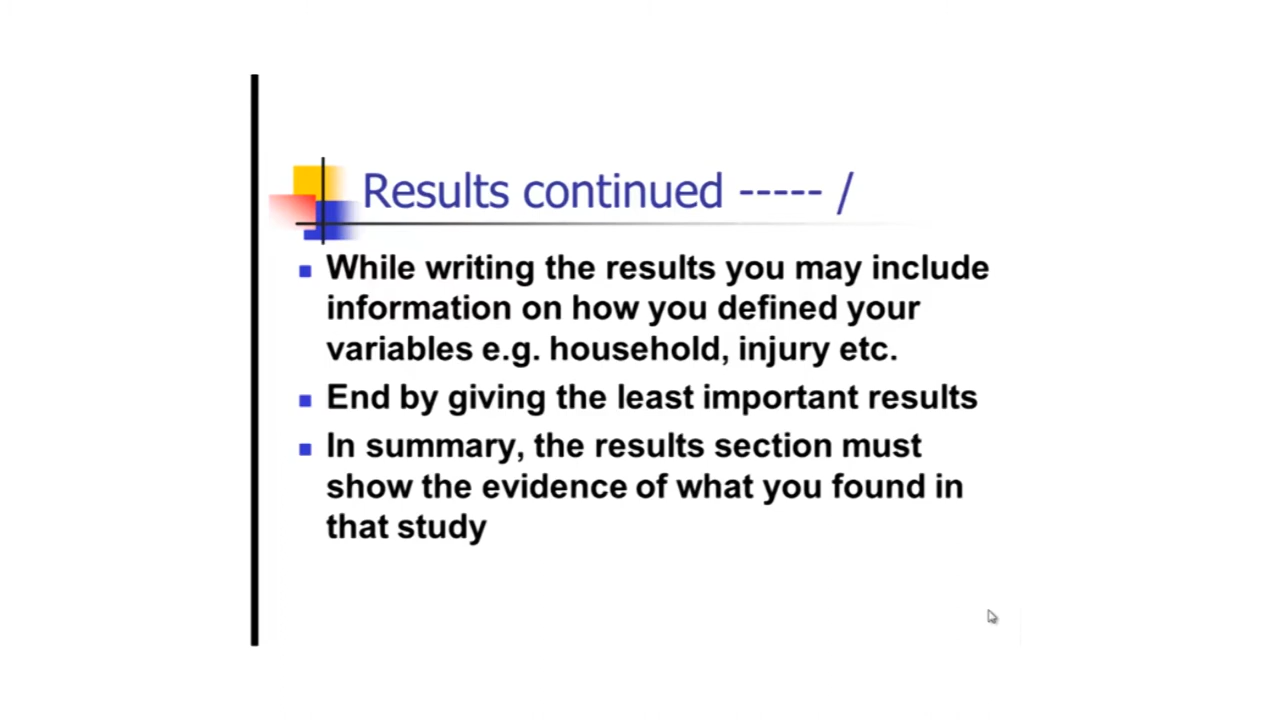 Results continued ----- /
While writing the results you may include
information on how you defined your
variables e.g. household, injury etc.
End by giving the least important results
In summary, the results section must
show the evidence of what you found in
that study